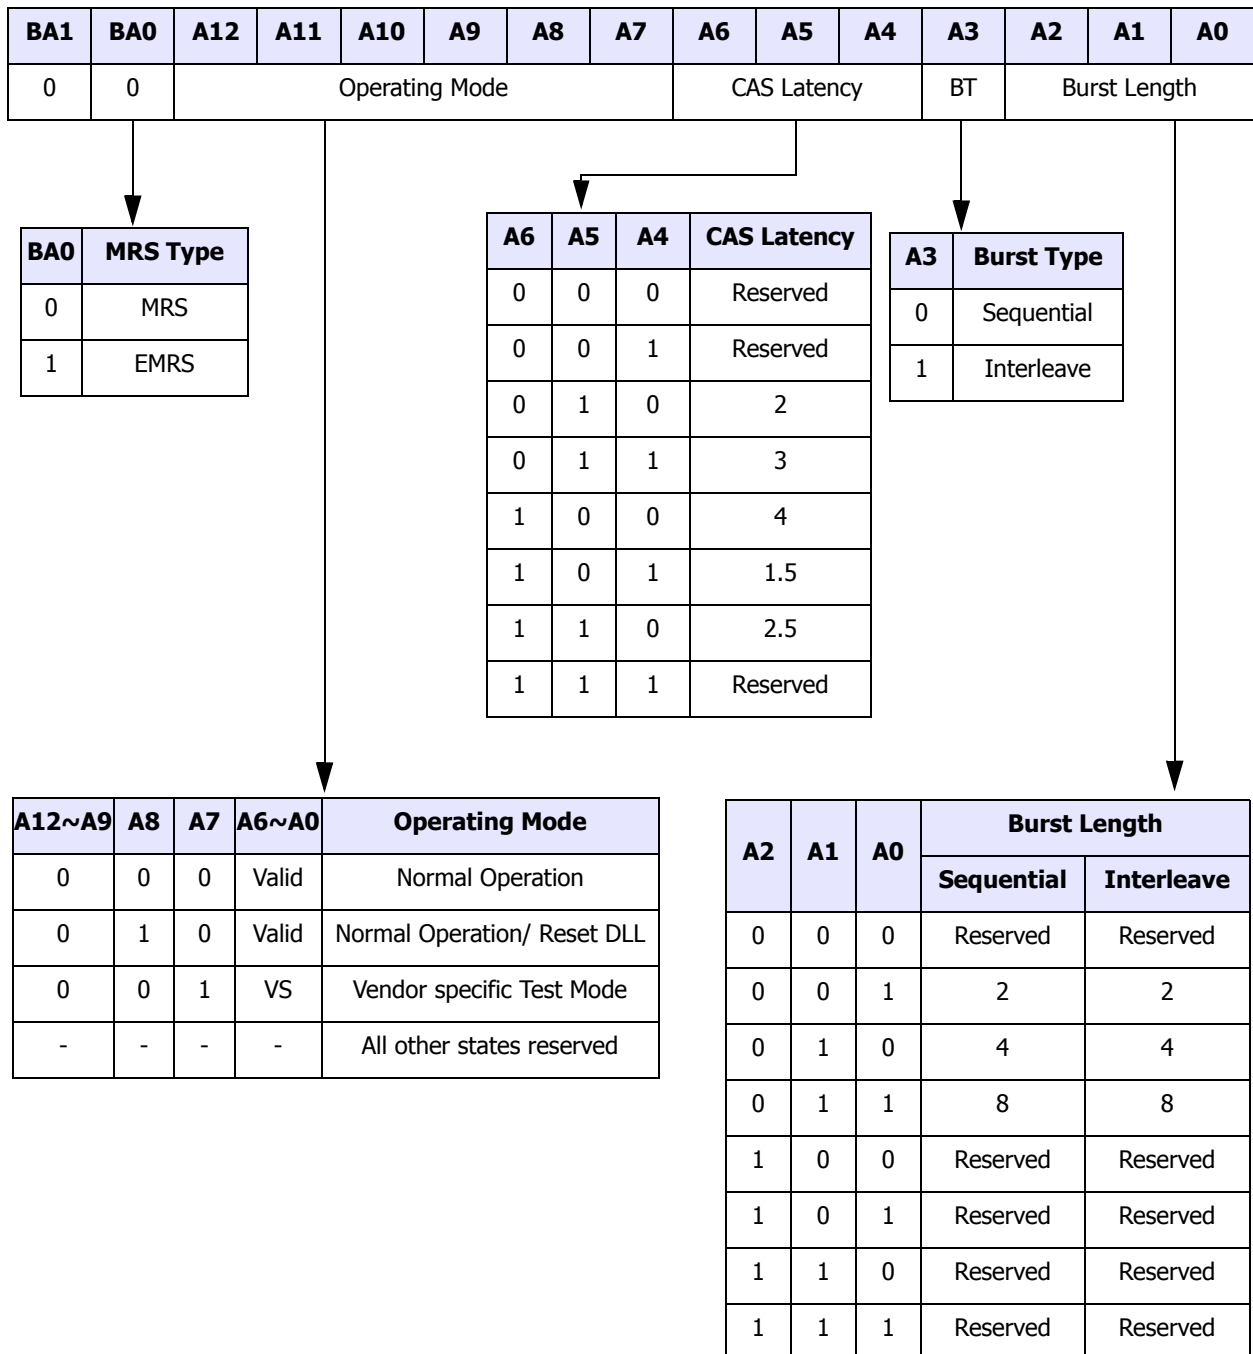 BA1 BA0 A12 A11 A10 A9 A8 A7 A6 A5 A4 A3 A2 A1 A0
0 0 Operating Mode CAS Latency BT Burst Length
BA0 MRS Type
0 MRS
1 EMRS
A6 A5 A4 CAS Latency
0 0 0 Reserved
0 0 1 Reserved
0 1 0 2
0 1 1 3
1 0 0 4
1 0 1 1.5
1 1 0 2.5
1 1 1 Reserved
A3 Burst Type
0 Sequential
1 Interleave
A12~A9 A8 A7 A6~A0 Operating Mode
0 0 0 Valid Normal Operation
0 1 0 Valid Normal Operation/ Reset DLL
0 0 1 VS Vendor specific Test Mode
- - - - All other states reserved
A2 A1 A0 Burst Length
Sequential Interleave
0 0 0 Reserved Reserved
0 0 1 2 2
0 1 0 4 4
0 1 1 8 8
1 0 0 Reserved Reserved
1 0 1 Reserved Reserved
1 1 0 Reserved Reserved
1 1 1 Reserved Reserved